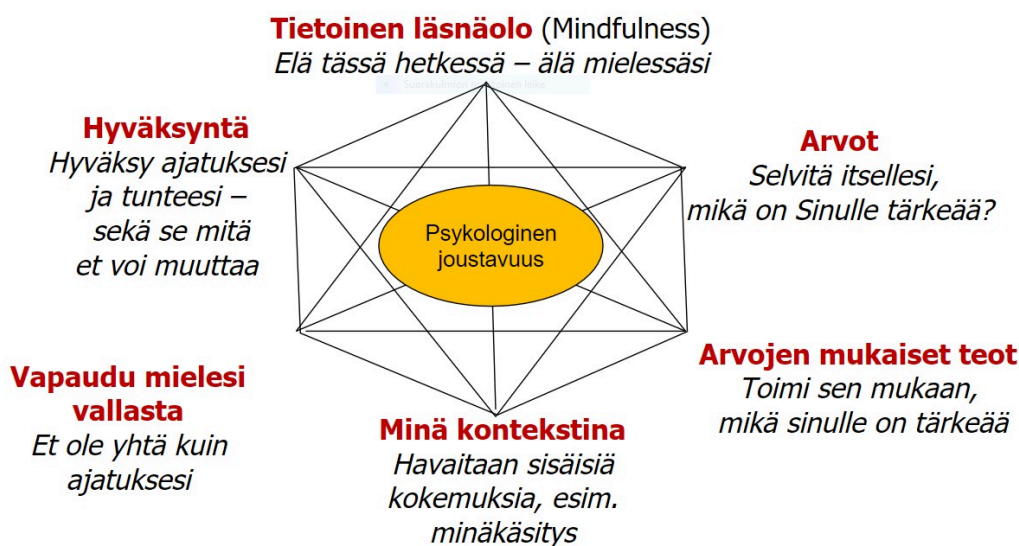 Tietoinen läsnäolo (Mindfulness)
Elä tässä hetkessä – älä mielessäsi
Hyväksyntä
Hyväksy ajatuksesi
ja tunteesi –
sekä se mitä
et voi muuttaa
Arvot
Selvitä itsellesi,
mikä on Sinulle tärkeää?
Psykologinen
joustavuus
Vapaudu mielesi
vallasta
Et ole yhtä kuin
ajatuksesi
Minä kontekstina
Havaitaan sisäisiä
kokemuksia, esim.
minäkäsitys
Arvojen mukaiset teot
Toimi sen mukaan,
mikä sinulle on tärkeää